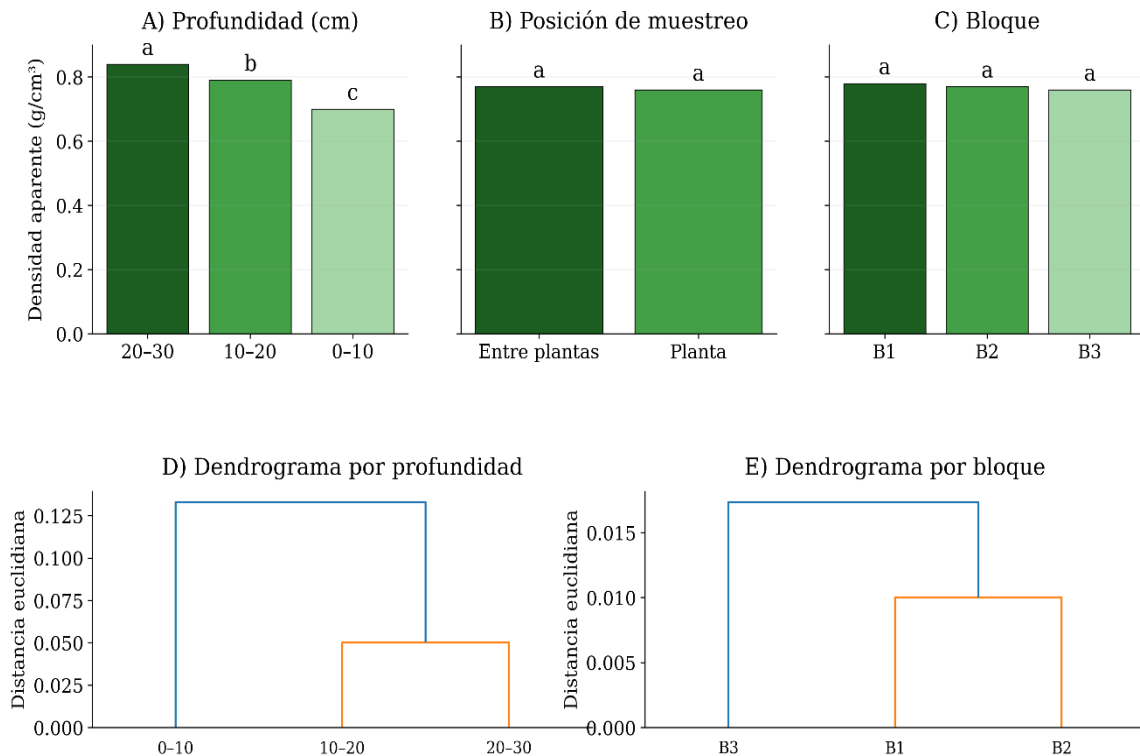 A) Profundidad (cm)
B) Posición de muestreo
C) Bloque
Densidad aparente (g/cm³)
0.8
0.6
0.4
0.2
0.0
a
b
c
20–30
10–20
0–10
a
a
Entre plantas
Planta
a
a
a
B1
B2
B3
D) Dendrograma por profundidad
Distancia euclidiana
0.125
0.100
0.075
0.050
0.025
0.000
0–10
10–20
20–30
E) Dendrograma por bloque
Distancia euclidiana
0.015
0.010
0.005
0.000
B3
B1
B2